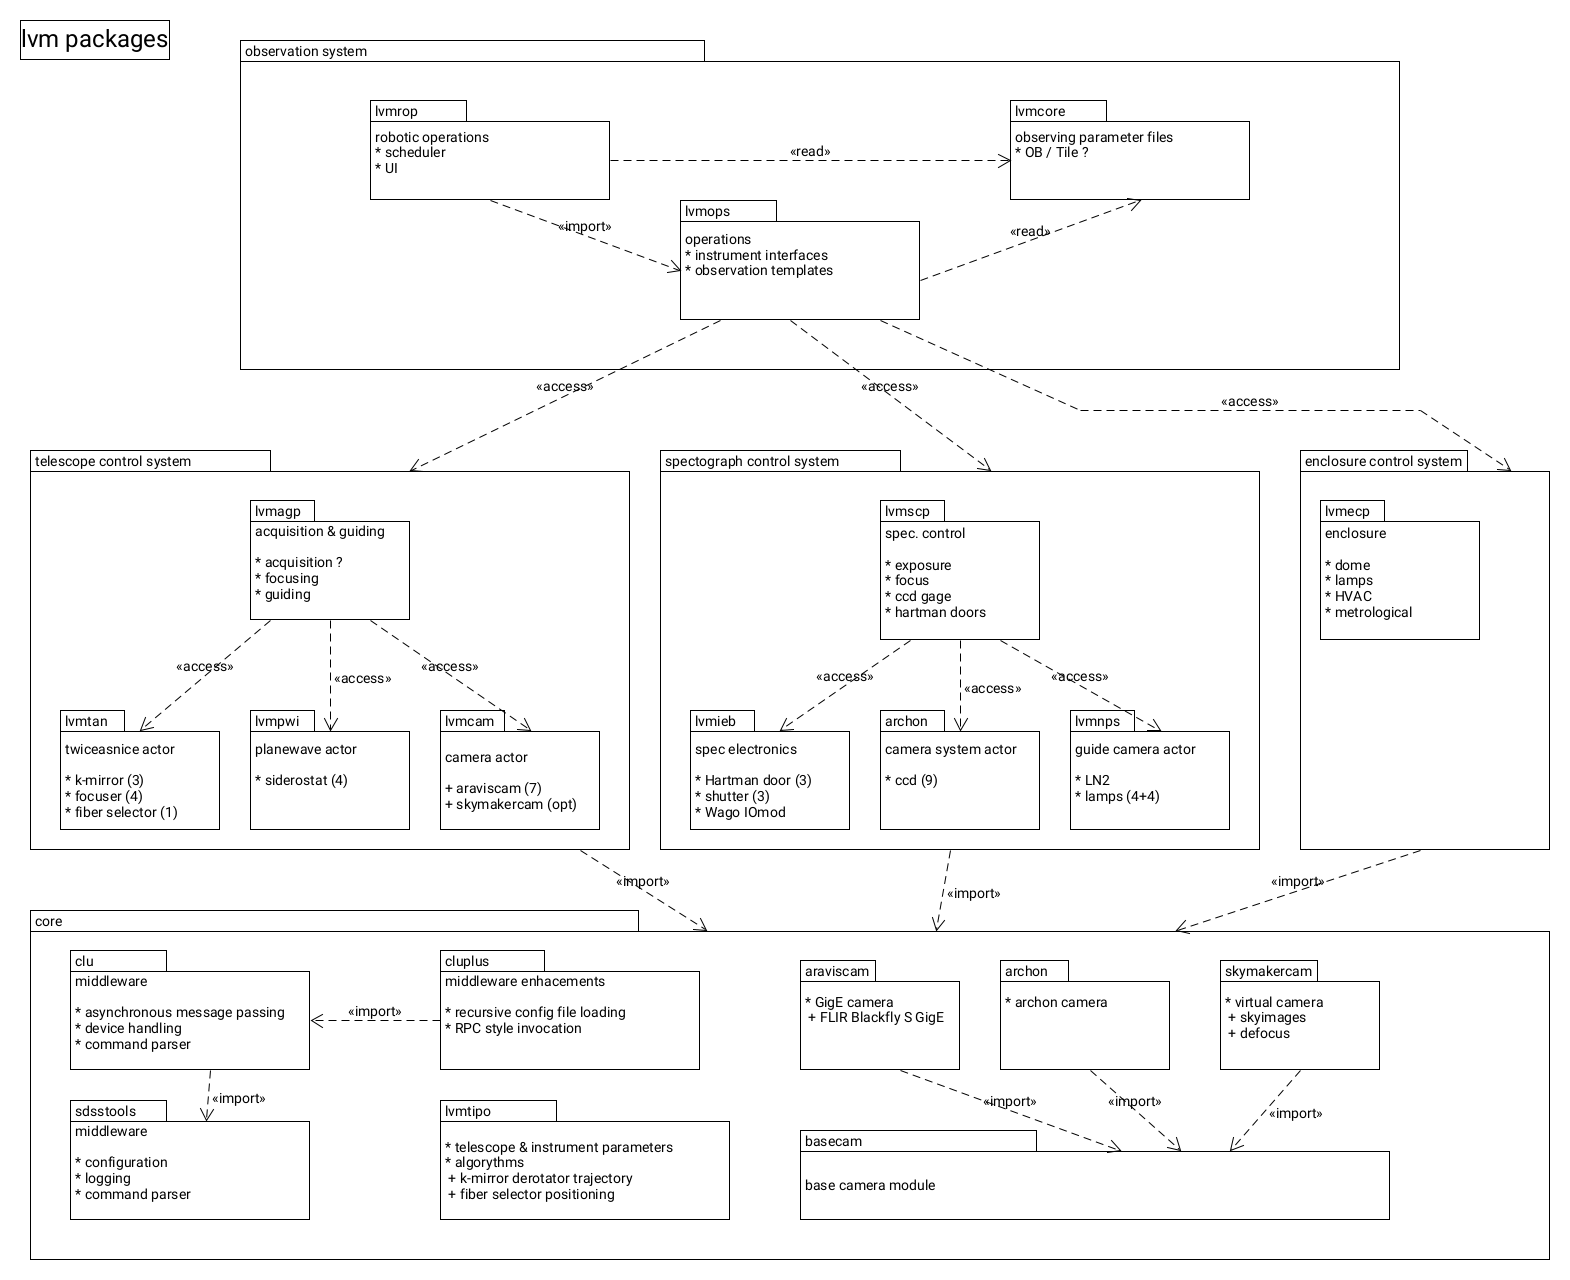 lvm packages
observation system
lvmrop
robotic operations
* scheduler
* UI
«read»
lvmcore
observing parameter files
* OB / Tile ?
«import»
lvmops
operations
* instrument interfaces
* observation templates
«read»
«access»
«access»
«access»
telescope control system
lvmagp
acquisition & guiding
* acquisition ?
* focusing
* guiding
«access»
«access»
«access»
lvmtan
twiceasnice actor
* k-mirror (3)
* focuser (4)
* fiber selector (1)
lvmpwi
planewave actor
* siderostat (4)
lvmcam
camera actor
+ araviscam (7)
+ skymakercam (opt)
spectograph control system
lvmscp
spec. control
* exposure
* focus
* ccd gage
* hartman doors
«access»
«access»
«access»
lvmieb
spec electronics
* Hartman door (3)
* shutter (3)
* Wago IOmod
archon
camera system actor
* ccd (9)
lvmnps
guide camera actor
* LN2
* lamps (4+4)
enclosure control system
lvmecp
enclosure
* dome
* lamps
* HVAC
* metrological
«import»
«import»
«import»
core
clu
middleware
* asynchronous message passing
* device handling
* command parser
«import»
cluplus
middleware enhacements
* recursive config file loading
* RPC style invocation
«import»
sdsstools
middleware
* configuration
* logging
* command parser
lvmtipo
* telescope & instrument parameters
* algorythms
+ k-mirror derotator trajectory
+ fiber selector positioning
araviscam
* GigE camera
+ FLIR Blackfly S GigE
archon
* archon camera
skymakercam
* virtual camera
+ skyimages
+ defocus
«import»
«import»
«import»
basecam
base camera module